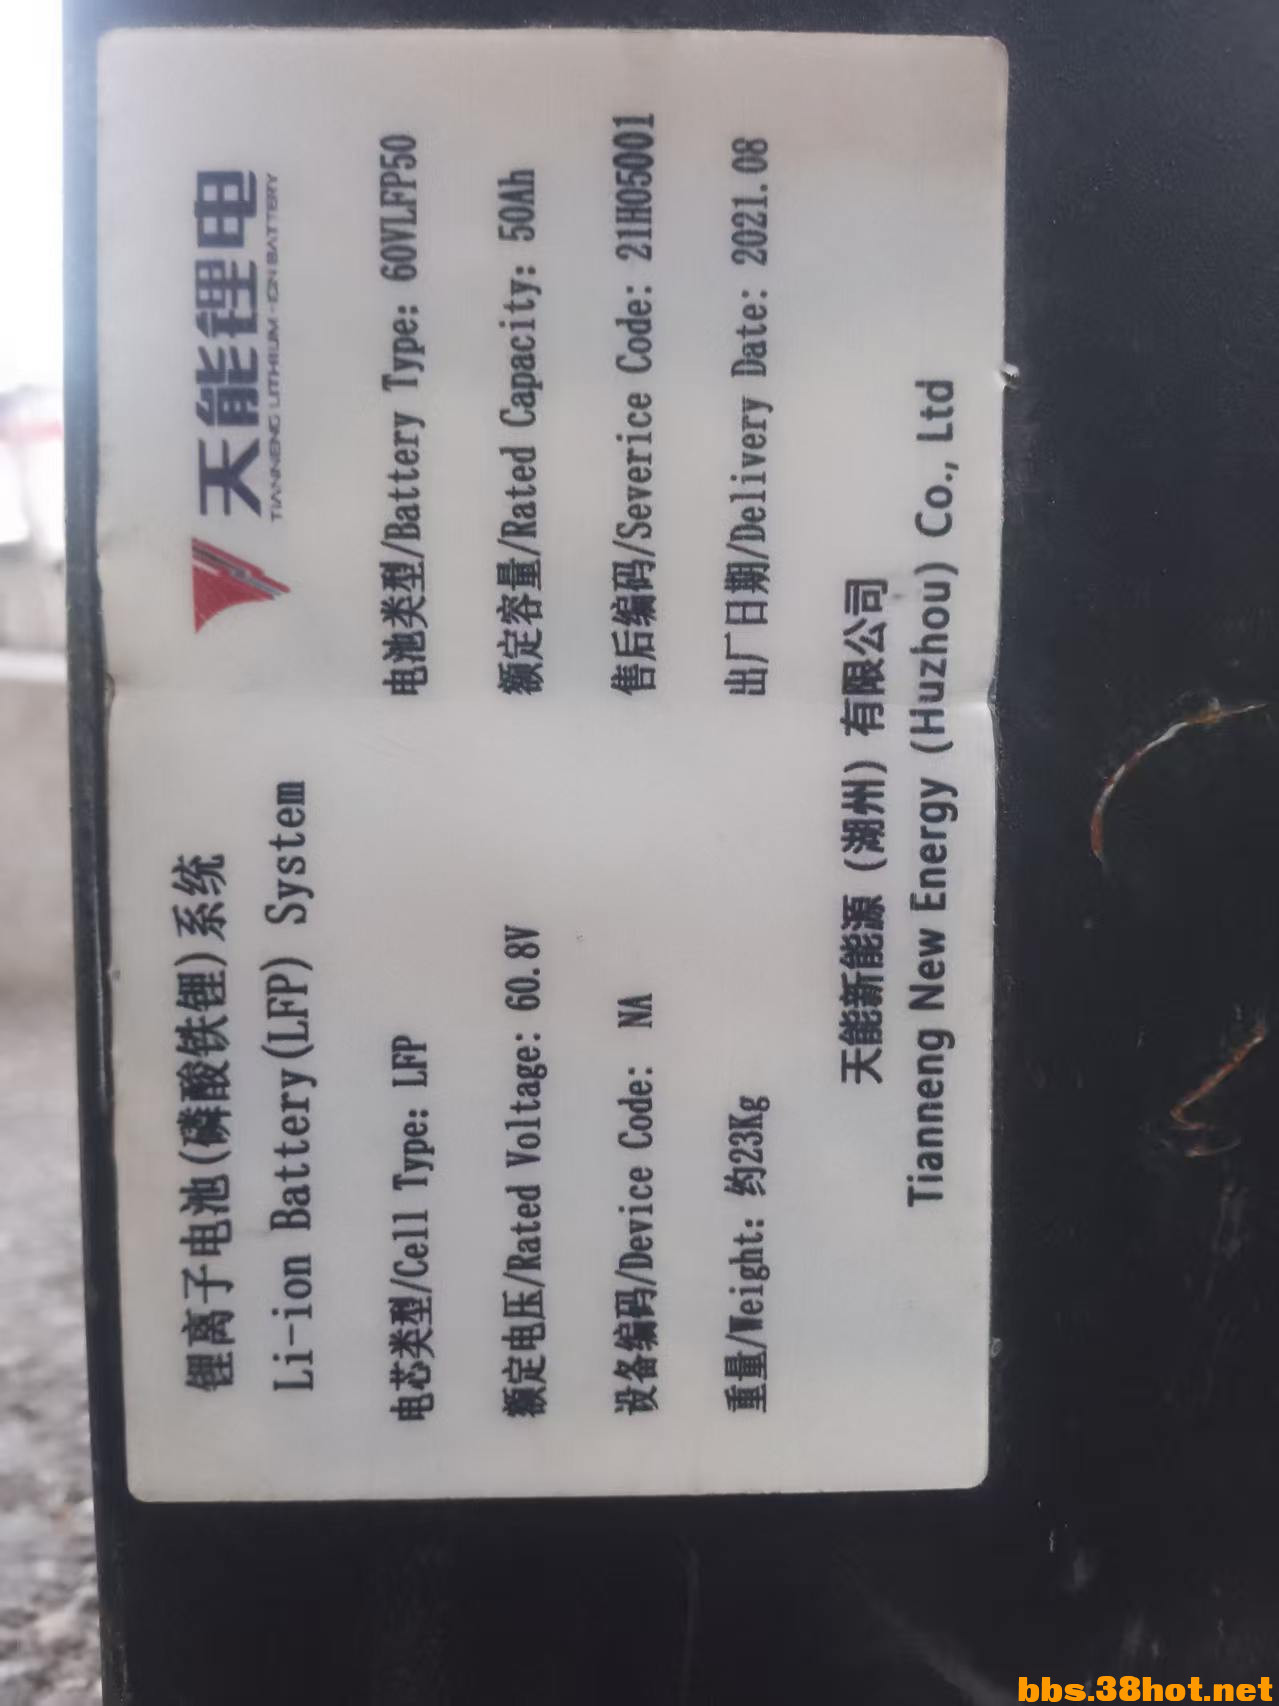 锂离子电池(磷酸铁锂)系统
Li-ion Battery(LFP) System
天能锂电
TIANNENG LITHIUM-ION BATTERY
电芯类型/Cell Type: LFP
电池类型/Battery Type: 60VLFP50
额定电压/Rated Voltage: 60.8V
额定容量/Rated Capacity: 50Ah
设备编码/Device Code: NA
售后编码/Severice Code: 21H05001
重量/Weight: 约23Kg
出厂日期/Delivery Date: 2021.08
天能新能源（湖州）有限公司
Tianneng New Energy (Huzhou) Co., Ltd
bbs.38hot.net